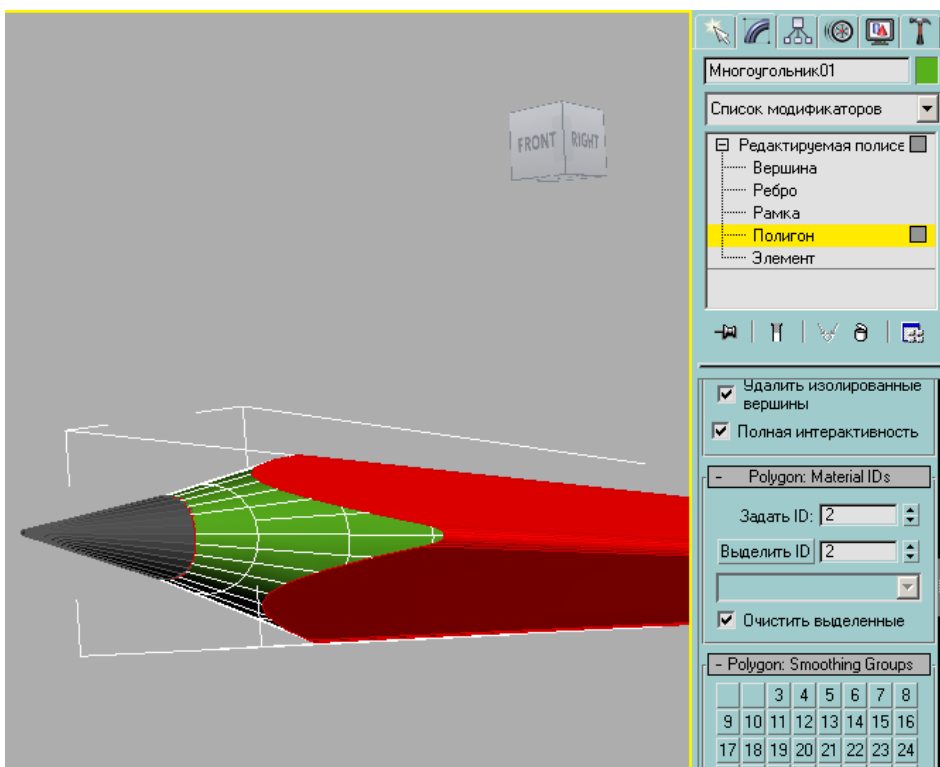 FRONT
RIGHT
Многоугольник01
Список модификаторов
Редактируемая полисе
Вершина
Ребро
Рамка
Полигон
Элемент
Удалить изолированные
вершины
Полная интерактивность
- Polygon: Material IDs
Задать ID: 2
Выделить ID 2
Очистить выделенные
- Polygon: Smoothing Groups
3 4 5 6 7 8
9 10 11 12 13 14 15 16
17 18 19 20 21 22 23 24